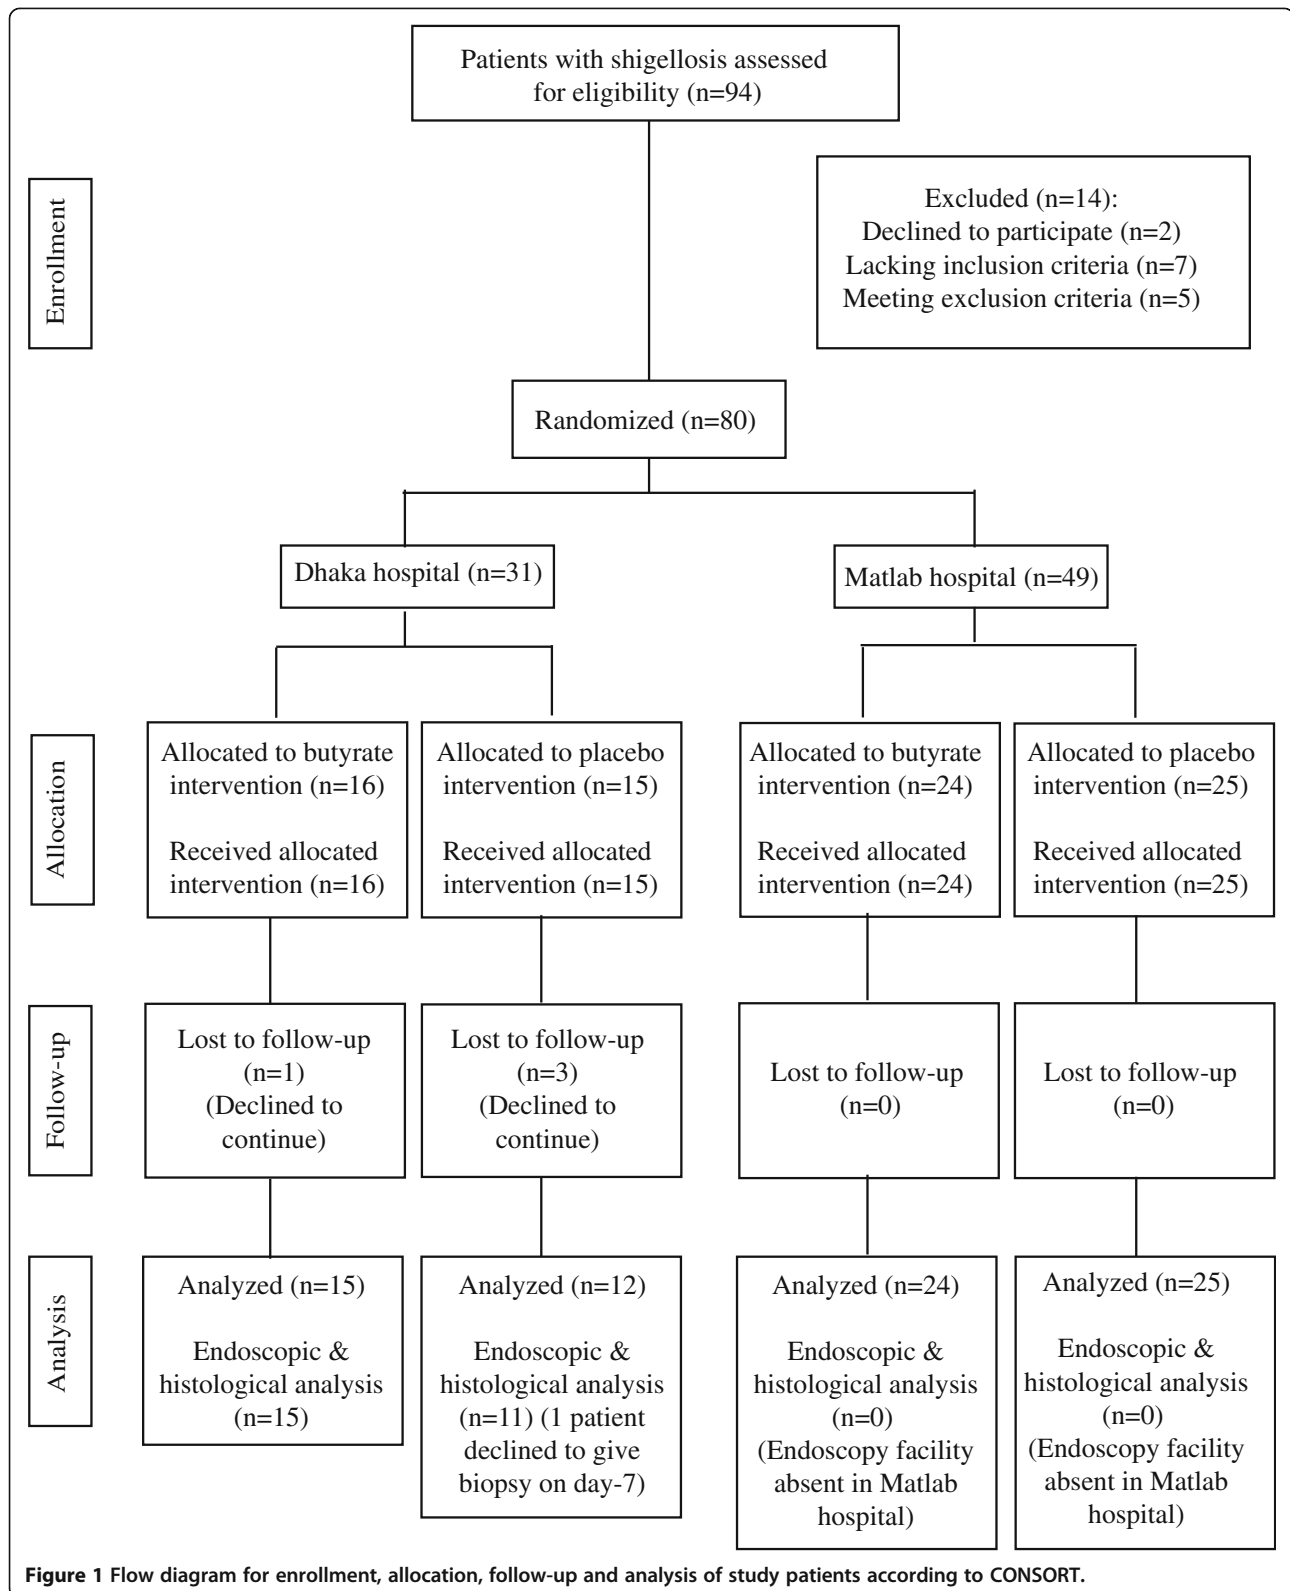 Patients with shigellosis assessed
for eligibility (n=94)
Enrollment
Excluded (n=14):
Declined to participate (n=2)
Lacking inclusion criteria (n=7)
Meeting exclusion criteria (n=5)
Randomized (n=80)
Dhaka hospital (n=31)
Matlab hospital (n=49)
Allocation
Allocated to butyrate
intervention (n=16)
Received allocated
intervention (n=16)
Allocated to placebo
intervention (n=15)
Received allocated
intervention (n=15)
Allocated to butyrate
intervention (n=24)
Received allocated
intervention (n=24)
Allocated to placebo
intervention (n=25)
Received allocated
intervention (n=25)
Follow-up
Lost to follow-up
(n=1)
(Declined to
continue)
Lost to follow-up
(n=3)
(Declined to
continue)
Lost to follow-up
(n=0)
Lost to follow-up
(n=0)
Analysis
Analyzed (n=15)
Endoscopic &
histological analysis
(n=15)
Analyzed (n=12)
Endoscopic &
histological analysis
(n=11) (1 patient
declined to give
biopsy on day-7)
Analyzed (n=24)
Endoscopic &
histological analysis
(n=0)
(Endoscopy facility
absent in Matlab
hospital)
Analyzed (n=25)
Endoscopic &
histological analysis
(n=0)
(Endoscopy facility
absent in Matlab
hospital)
Figure 1 Flow diagram for enrollment, allocation, follow-up and analysis of study patients according to CONSORT.